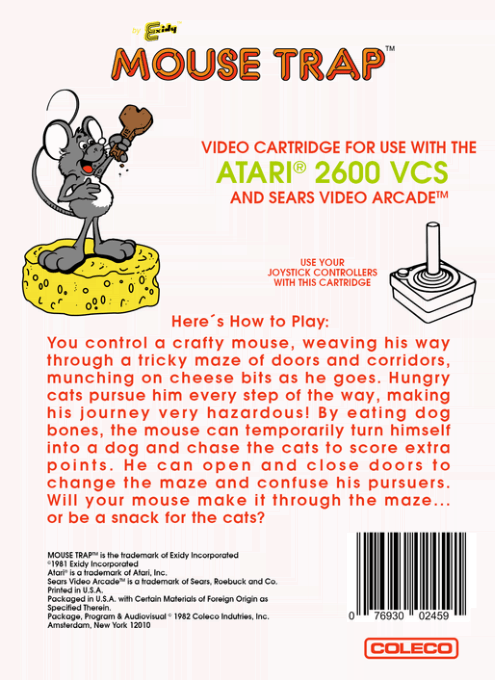 by Exidy
MOUSE TRAP™
VIDEO CARTRIDGE FOR USE WITH THE
ATARI® 2600 VCS
AND SEARS VIDEO ARCADE™
USE YOUR
JOYSTICK CONTROLLERS
WITH THIS CARTRIDGE
Here´s How to Play:
You control a crafty mouse, weaving his way
through a tricky maze of doors and corridors,
munching on cheese bits as he goes. Hungry
cats pursue him every step of the way, making
his journey very hazardous! By eating dog
bones, the mouse can temporarily turn himself
into a dog and chase the cats to score extra
points. He can open and close doors to
change the maze and confuse his pursuers.
Will your mouse make it through the maze...
or be a snack for the cats?
MOUSE TRAP™ is the trademark of Exidy Incorporated
©1981 Exidy Incorporated
Atari® is a trademark of Atari, Inc.
Sears Video Arcade™ is a trademark of Sears, Roebuck and Co.
Printed in U.S.A.
Packaged in U.S.A. with Certain Materials of Foreign Origin as
Specified Therein.
Package, Program & Audiovisual © 1982 Coleco Indutries, Inc.
Amsterdam, New York 12010
0 76930 02459
COLECO